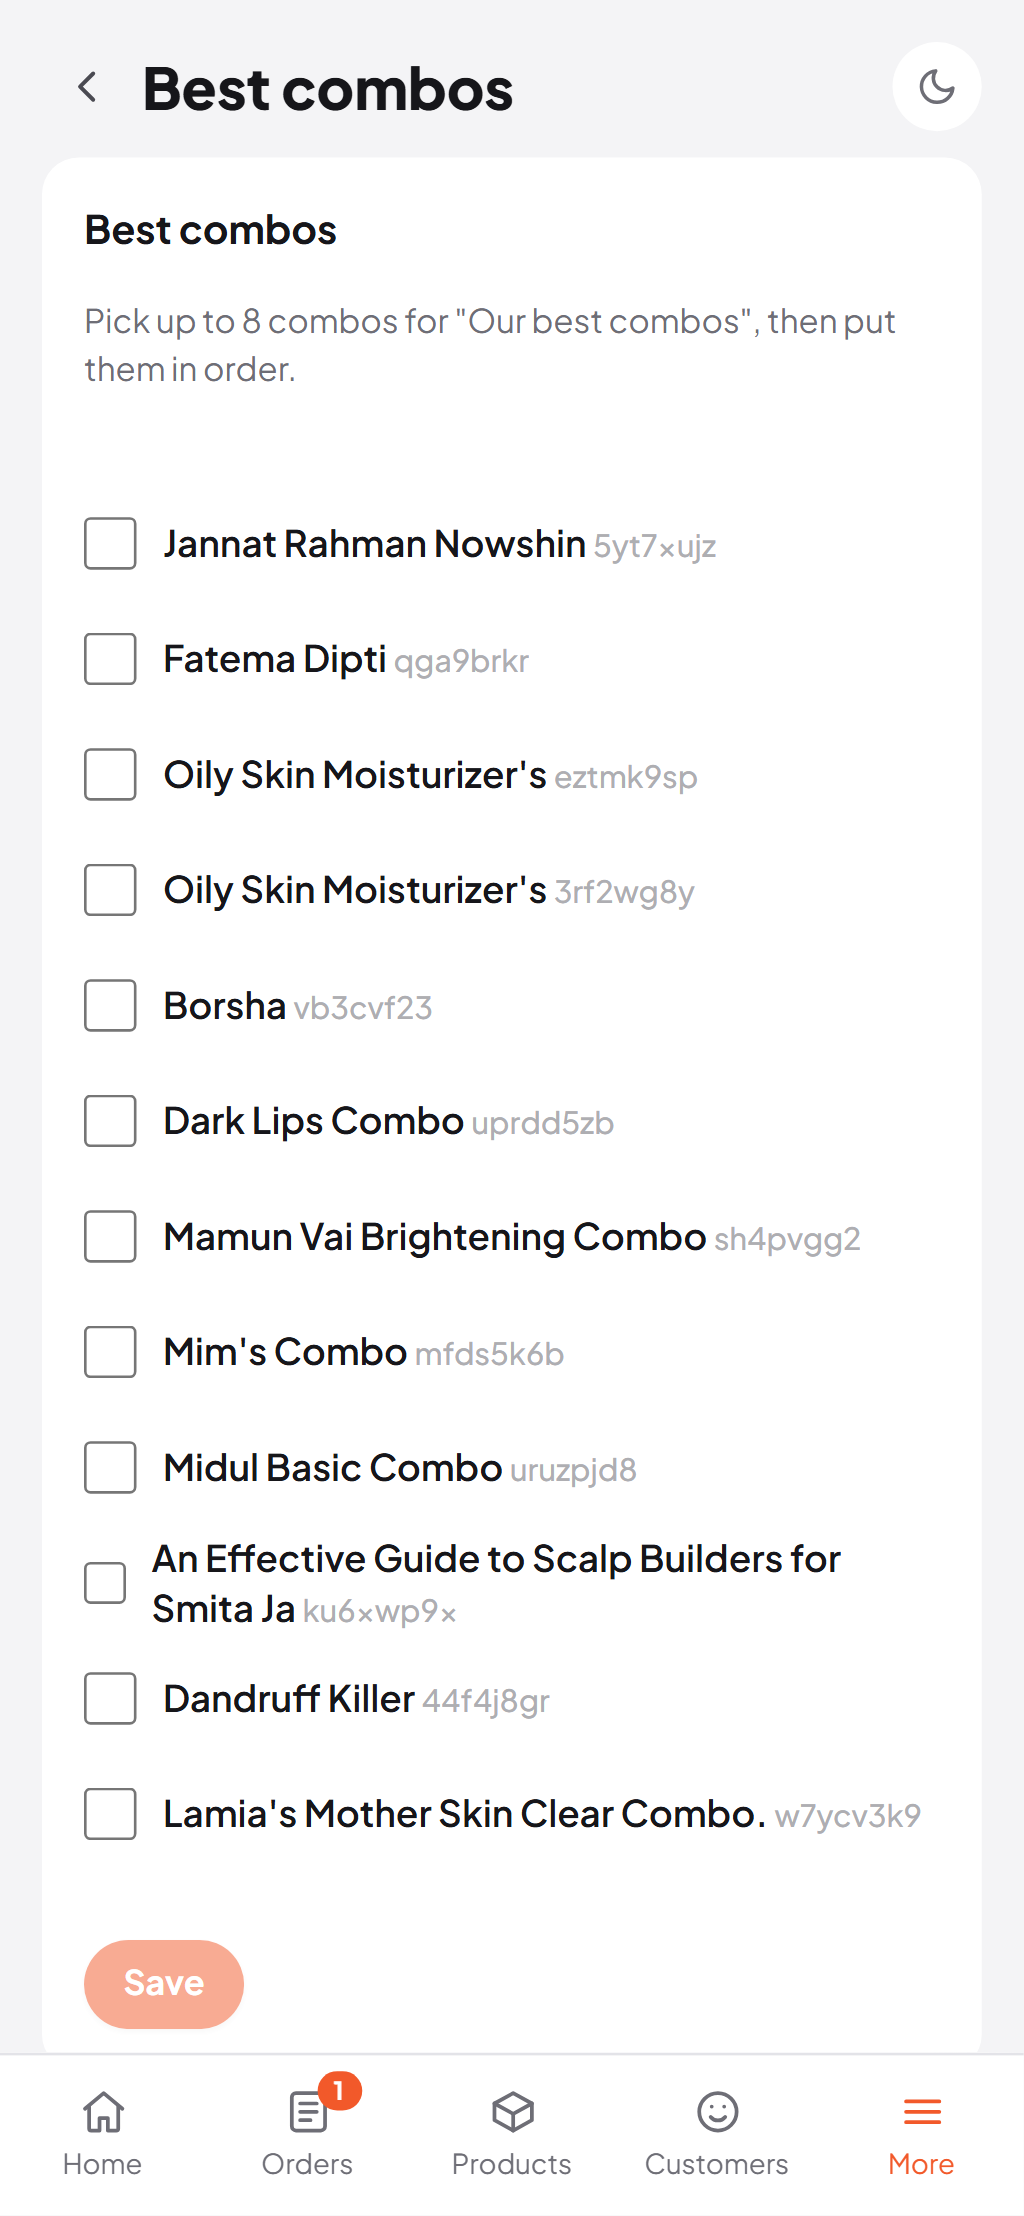 Best combos
Best combos
Pick up to 8 combos for "Our best combos", then put
them in order.
Jannat Rahman Nowshin 5yt7xujz
Fatema Dipti qga9brkr
Oily Skin Moisturizer's eztmk9sp
Oily Skin Moisturizer's 3rf2wg8y
Borsha vb3cvf23
Dark Lips Combo uprdd5zb
Mamun Vai Brightening Combo sh4pvgg2
Mim's Combo mfds5k6b
Midul Basic Combo uruzpjd8
An Effective Guide to Scalp Builders for
Smita Ja ku6xwp9x
Dandruff Killer 44f4j8gr
Lamia's Mother Skin Clear Combo. w7ycv3k9
Save
1
Home Orders Products Customers More